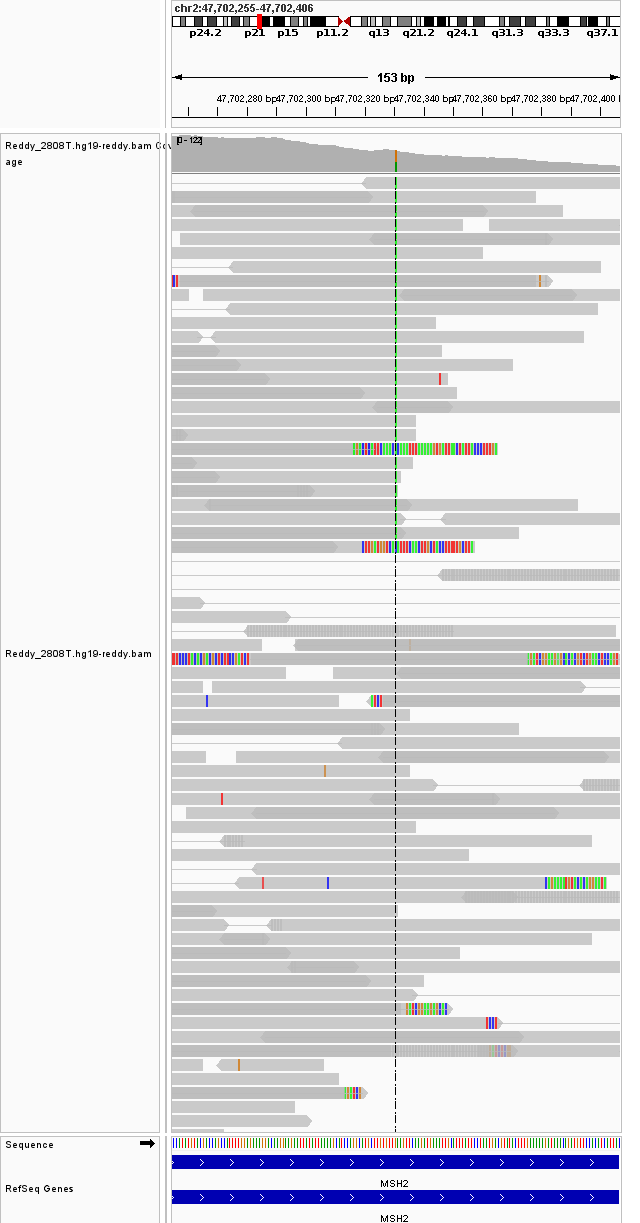 chr2:47,702,255-47,702,406
p24.2 p21 p15 p11.2 q13 q21.2 q24.1 q31.3 q33.3 q37.1
153 bp
47,702,280 bp 47,702,300 bp 47,702,320 bp 47,702,340 bp 47,702,360 bp 47,702,380 bp 47,702,400 l
[0 - 122]
Reddy_2808T.hg19-reddy.bam Cov
age
Reddy_2808T.hg19-reddy.bam
Sequence
MSH2
RefSeq Genes
MSH2